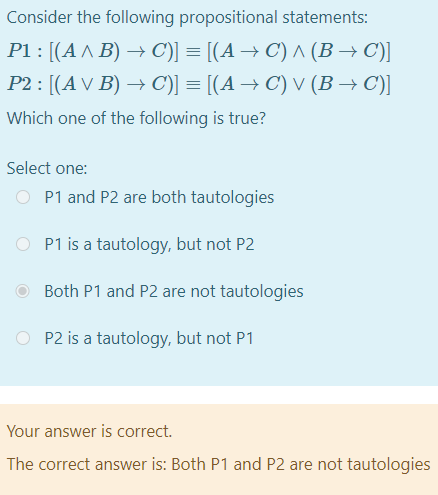 Consider the following propositional statements:
P1 : [(A ∧ B) → C)] ≡ [(A → C) ∧ (B → C)]
P2 : [(A ∨ B) → C)] ≡ [(A → C) ∨ (B → C)]
Which one of the following is true?
Select one:
P1 and P2 are both tautologies
P1 is a tautology, but not P2
Both P1 and P2 are not tautologies
P2 is a tautology, but not P1
Your answer is correct.
The correct answer is: Both P1 and P2 are not tautologies